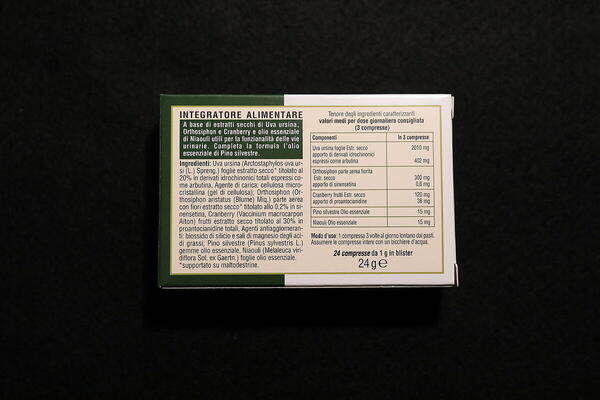 INTEGRATORE ALIMENTARE
A base di estratti secchi di Uva ursina,
Orthosiphon e Cranberry e olio essenziale
di Niaouli utili per la funzionalità delle vie
urinarie. Completa la formula l'olio
essenziale di Pino silvestre.
Ingredienti: Uva ursina (Arctostaphylos uva ur-
si (L.) Spreng.) foglie estratto secco* titolato al
20% in derivati idrochinonici totali espressi co-
me arbutina, Agente di carica: cellulosa micro-
cristallina (gel di cellulosa); Orthosiphon (Or-
thosiphon aristatus (Blume) Miq.) parte aerea
con fiori estratto secco* titolato allo 0,2% in si-
nensetina, Cranberry (Vaccinium macrocarpon
Aiton) frutti estratto secco titolato al 30% in
proantocianidine totali, Agenti antiagglomeran-
ti: biossido di silicio e sali di magnesio degli aci-
di grassi; Pino silvestre (Pinus sylvestris L.)
gemme olio essenziale, Niaouli (Melaleuca viri-
diflora Sol. ex Gaertn.) foglie olio essenziale.
*supportato su maltodestrine.
Tenore degli ingredienti caratterizzanti
valori medi per dose giornaliera consigliata
(3 compresse)
Componenti In 3 compresse
Uva ursina foglie Estr. secco 2010 mg
apporto di derivati idrochinonici
espressi come arbutina 402 mg
Orthosiphon parte aerea fiorita
Estr. secco 300 mg
apporto di sinensetina 0,6 mg
Cranberry frutti Estr. secco 120 mg
apporto di proantocianidine 36 mg
Pino silvestre Olio essenziale 15 mg
Niaouli Olio essenziale 15 mg
Modo d'uso: 1 compressa 3 volte al giorno lontano dai pasti.
Assumere le compresse intere con un bicchiere d'acqua.
24 compresse da 1 g in blister
24g℮